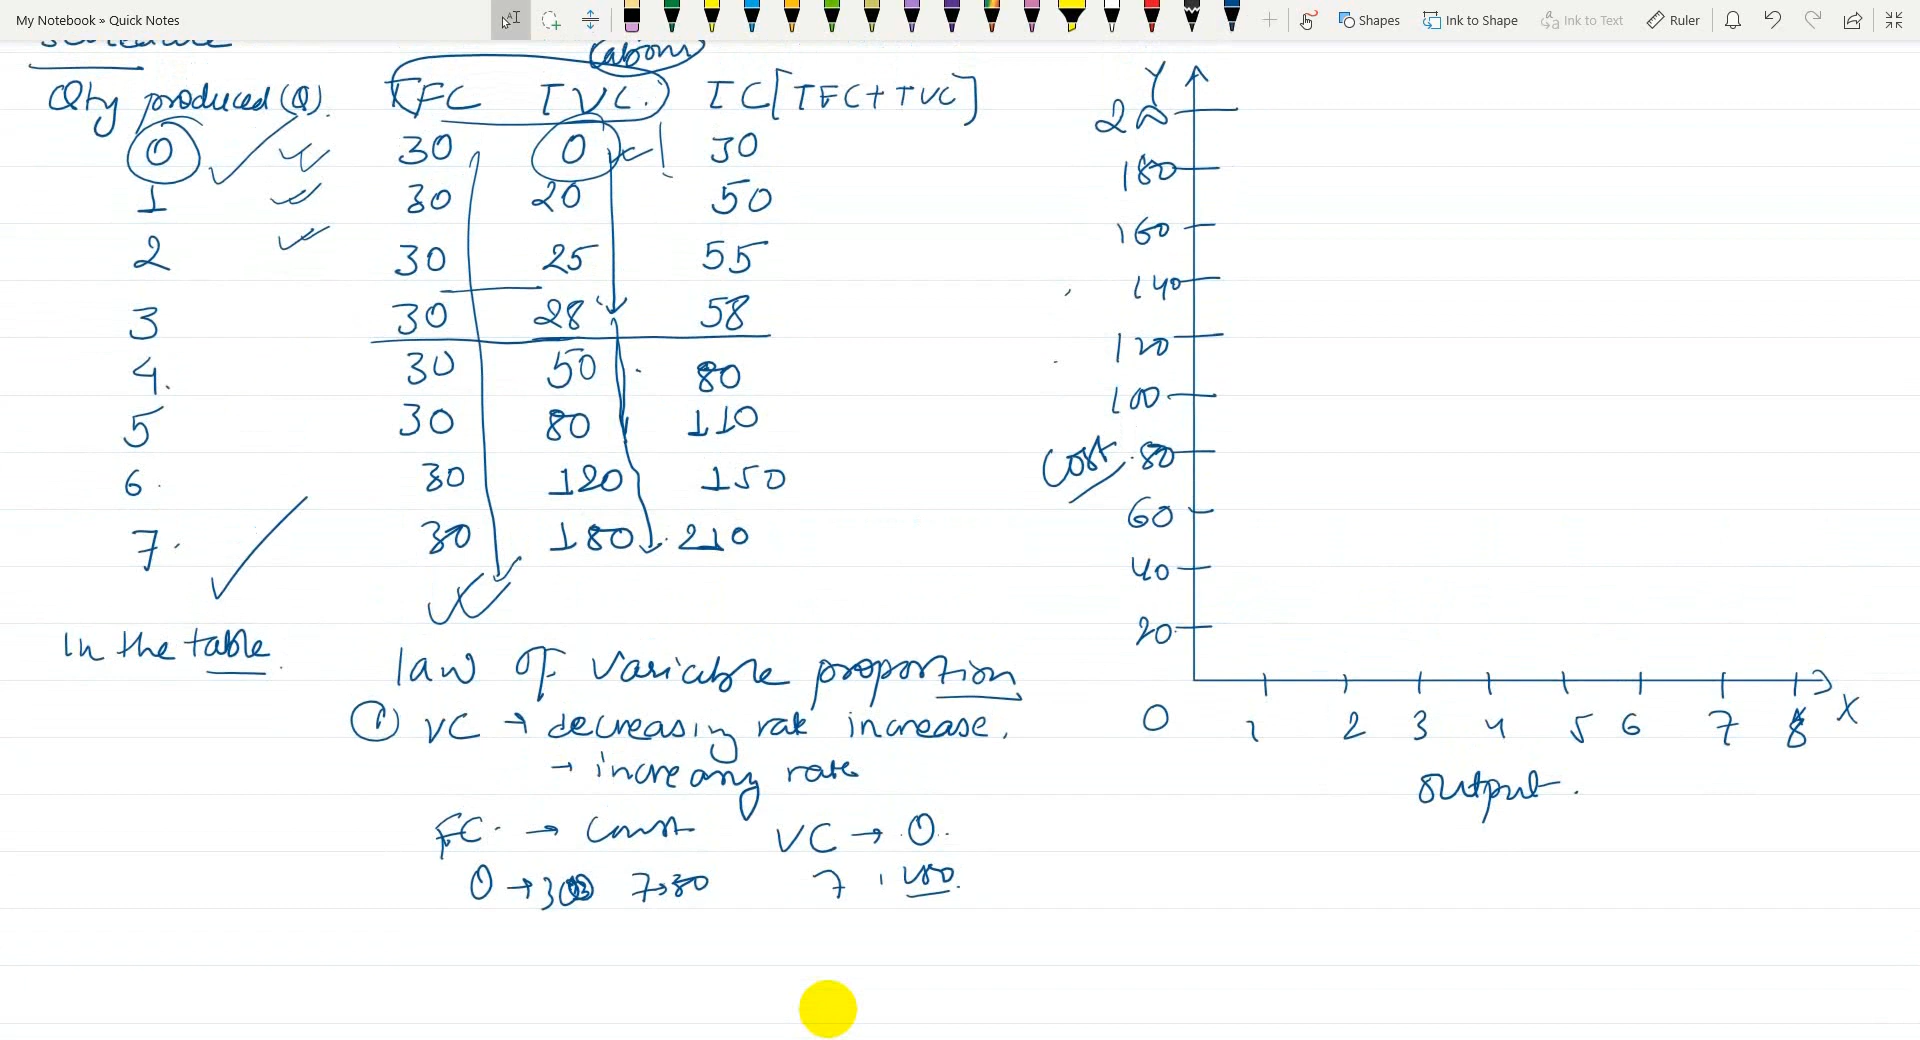 My Notebook » Quick Notes
Shapes Ink to Shape Ink to Text Ruler
schedule
Labour
Qty produced (Q). TFC TVC. TC [TFC + TVC]
0 30 0 30
1 30 20 50
2 30 25 55
3 30 28 58
4. 30 50 80
5 30 80 110
6. 30 120 150
7. 30 180 210
In the table.
law of variable proportion
① VC → decreasing rate increase.
→ increasing rate
FC. → const VC → 0.
0 → 30 7→30 7 180.
Y
200
180
160
140
120
100
Cost 80
60
40
20
0 1 2 3 4 5 6 7 8 X
output.